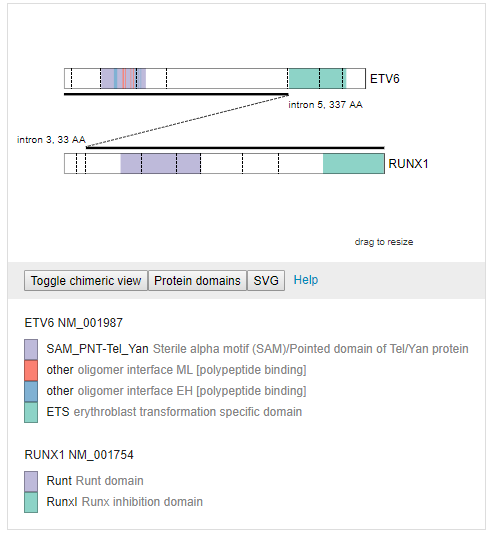 ETV6
intron 5, 337 AA
intron 3, 33 AA
RUNX1
drag to resize
Toggle chimeric view Protein domains SVG Help
ETV6 NM_001987
SAM_PNT-Tel_Yan Sterile alpha motif (SAM)/Pointed domain of Tel/Yan protein
other oligomer interface ML [polypeptide binding]
other oligomer interface EH [polypeptide binding]
ETS erythroblast transformation specific domain
RUNX1 NM_001754
Runt Runt domain
RunxI Runx inhibition domain